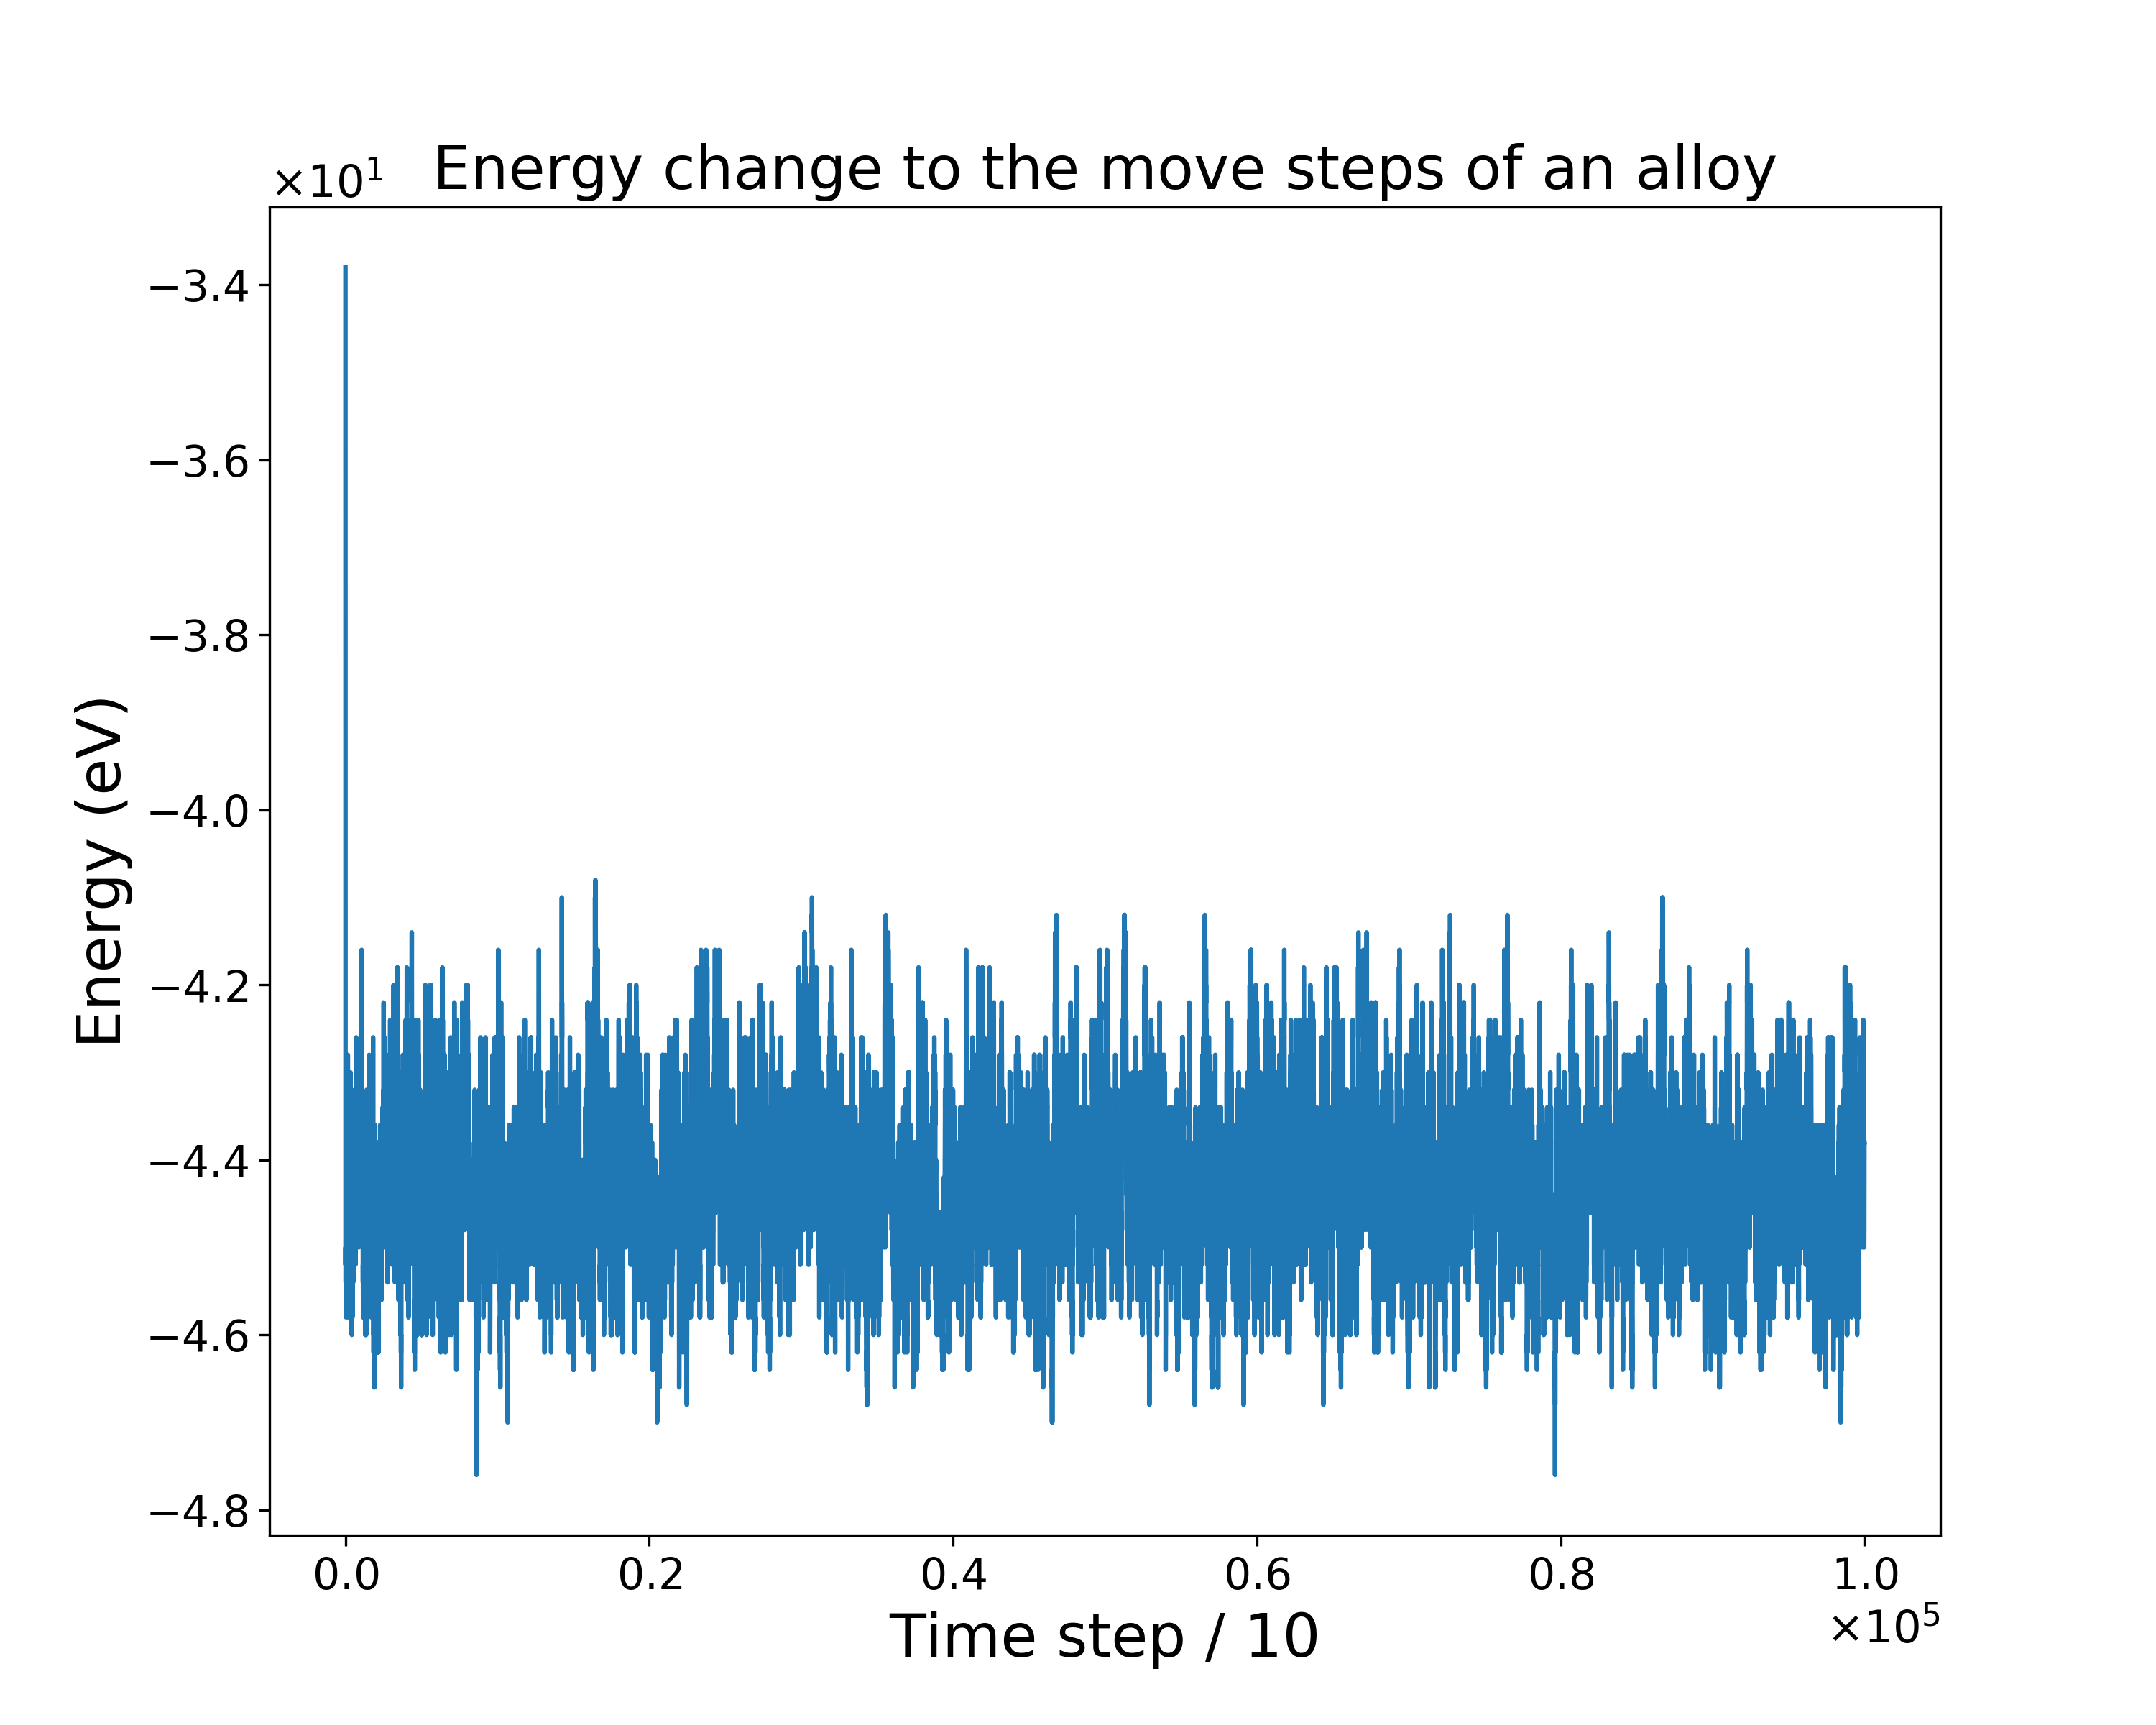 ×10¹
Energy change to the move steps of an alloy
−3.4
−3.6
−3.8
−4.0
−4.2
−4.4
−4.6
−4.8
Energy (eV)
0.0 0.2 0.4 0.6 0.8 1.0
Time step / 10
×10⁵